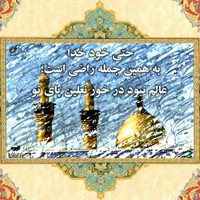 حتی خود خدا
به همین جمله راضی است:
عالم نبود در خور نعلین پای تو